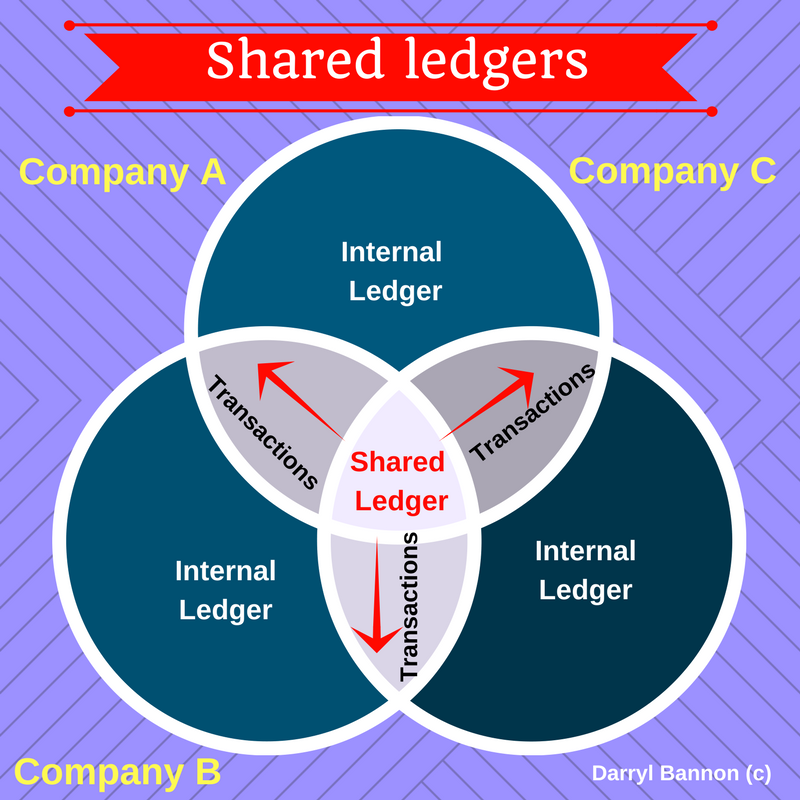 Shared ledgers
Company A
Company C
Internal
Ledger
Transactions
Transactions
Shared
Ledger
Transactions
Internal
Ledger
Internal
Ledger
Company B
Darryl Bannon (c)